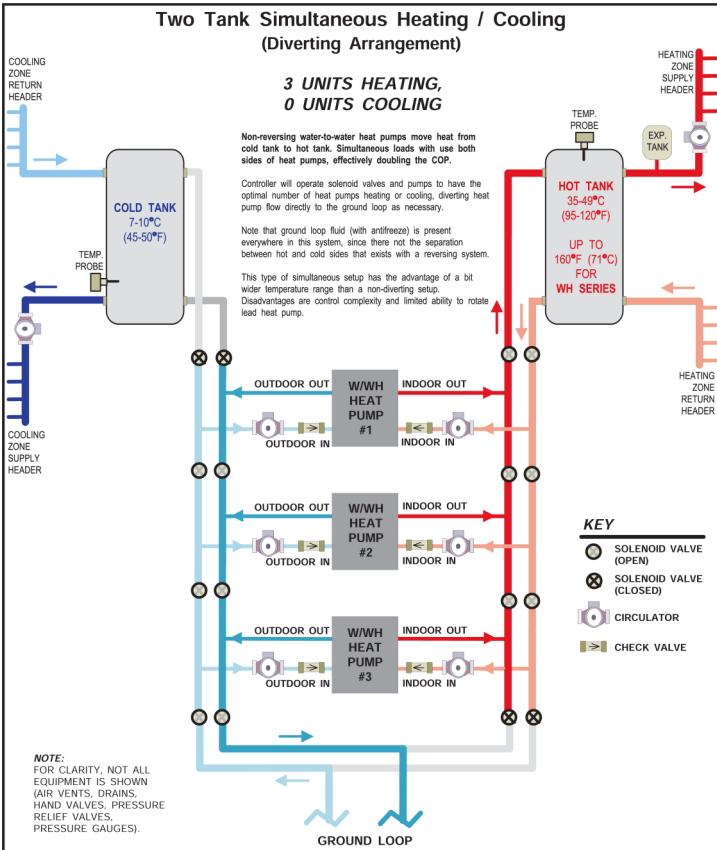 Two Tank Simultaneous Heating / Cooling
(Diverting Arrangement)
3 UNITS HEATING,
0 UNITS COOLING
Non-reversing water-to-water heat pumps move heat from
cold tank to hot tank. Simultaneous loads with use both
sides of heat pumps, effectively doubling the COP.
Controller will operate solenoid valves and pumps to have the
optimal number of heat pumps heating or cooling, diverting heat
pump flow directly to the ground loop as necessary.
Note that ground loop fluid (with antifreeze) is present
everywhere in this system, since there not the separation
between hot and cold sides that exists with a reversing system.
This type of simultaneous setup has the advantage of a bit
wider temperature range than a non-diverting setup.
Disadvantages are control complexity and limited ability to rotate
lead heat pump.
COOLING
ZONE
RETURN
HEADER
COLD TANK
7-10°C
(45-50°F)
TEMP.
PROBE
COOLING
ZONE
SUPPLY
HEADER
HEATING
ZONE
SUPPLY
HEADER
TEMP.
PROBE
EXP.
TANK
HOT TANK
35-49°C
(95-120°F)
UP TO
160°F (71°C)
FOR
WH SERIES
HEATING
ZONE
RETURN
HEADER
OUTDOOR OUT
W/WH
HEAT
PUMP
#1
INDOOR OUT
OUTDOOR IN
INDOOR IN
OUTDOOR OUT
W/WH
HEAT
PUMP
#2
INDOOR OUT
OUTDOOR IN
INDOOR IN
OUTDOOR OUT
W/WH
HEAT
PUMP
#3
INDOOR OUT
OUTDOOR IN
INDOOR IN
KEY
SOLENOID VALVE
(OPEN)
SOLENOID VALVE
(CLOSED)
CIRCULATOR
CHECK VALVE
NOTE:
FOR CLARITY, NOT ALL
EQUIPMENT IS SHOWN
(AIR VENTS, DRAINS,
HAND VALVES, PRESSURE
RELIEF VALVES,
PRESSURE GAUGES).
GROUND LOOP